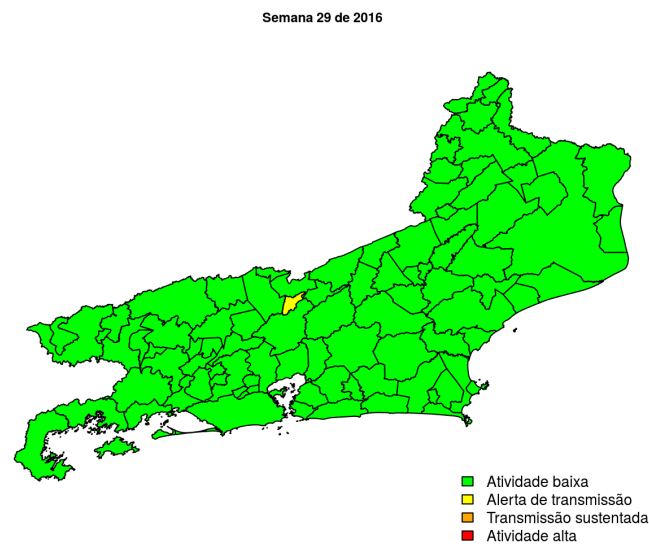 Semana 29 de 2016
Atividade baixa
Alerta de transmissão
Transmissão sustentada
Atividade alta